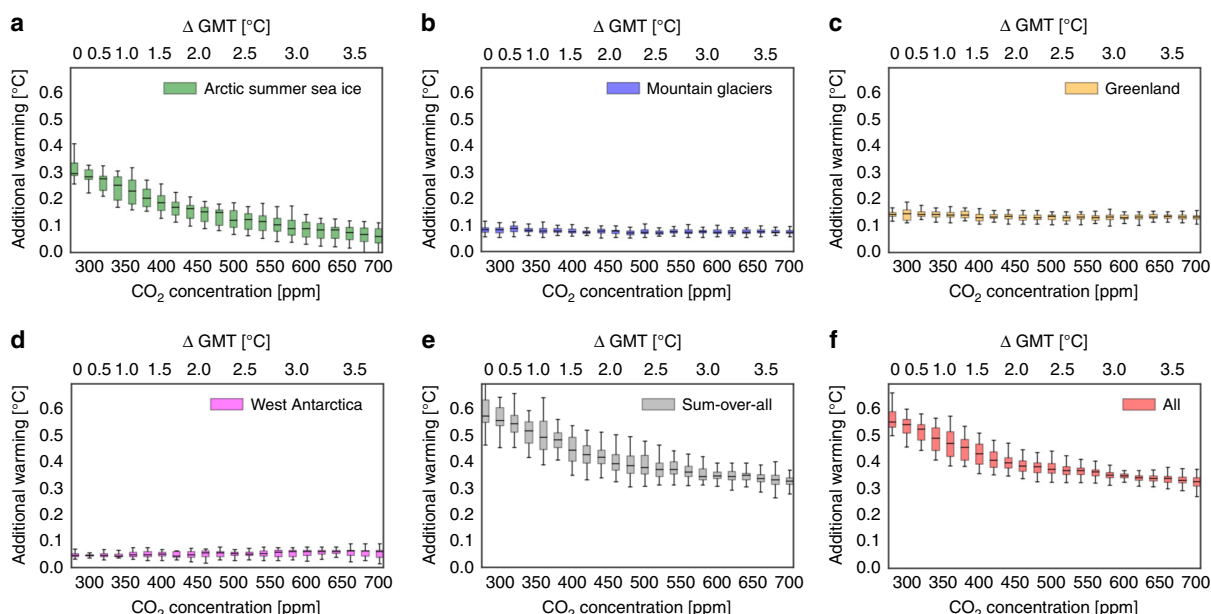 a
Δ GMT [°C]
0 0.5 1.0 1.5 2.0 2.5 3.0 3.5
Additional warming [°C]
0.6
0.5
0.4
0.3
0.2
0.1
0.0
Arctic summer sea ice
300 350 400 450 500 550 600 650 700
CO2 concentration [ppm]
b
Δ GMT [°C]
0 0.5 1.0 1.5 2.0 2.5 3.0 3.5
Additional warming [°C]
0.6
0.5
0.4
0.3
0.2
0.1
0.0
Mountain glaciers
300 350 400 450 500 550 600 650 700
CO2 concentration [ppm]
c
Δ GMT [°C]
0 0.5 1.0 1.5 2.0 2.5 3.0 3.5
Additional warming [°C]
0.6
0.5
0.4
0.3
0.2
0.1
0.0
Greenland
300 350 400 450 500 550 600 650 700
CO2 concentration [ppm]
d
Δ GMT [°C]
0 0.5 1.0 1.5 2.0 2.5 3.0 3.5
Additional warming [°C]
0.6
0.5
0.4
0.3
0.2
0.1
0.0
West Antarctica
300 350 400 450 500 550 600 650 700
CO2 concentration [ppm]
e
Δ GMT [°C]
0 0.5 1.0 1.5 2.0 2.5 3.0 3.5
Additional warming [°C]
0.6
0.5
0.4
0.3
0.2
0.1
0.0
Sum-over-all
300 350 400 450 500 550 600 650 700
CO2 concentration [ppm]
f
Δ GMT [°C]
0 0.5 1.0 1.5 2.0 2.5 3.0 3.5
Additional warming [°C]
0.6
0.5
0.4
0.3
0.2
0.1
0.0
All
300 350 400 450 500 550 600 650 700
CO2 concentration [ppm]